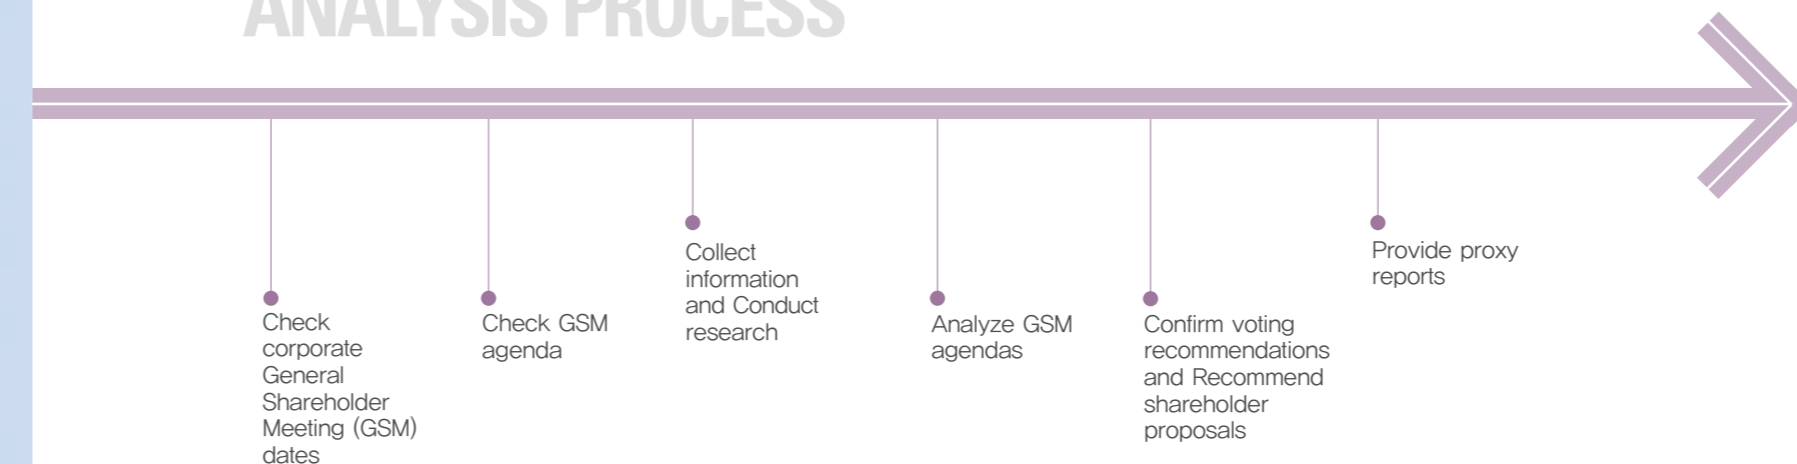 ANALYSIS PROCESS
Check
corporate
General
Shareholder
Meeting (GSM)
dates
Check GSM
agenda
Collect
information
and Conduct
research
Analyze GSM
agendas
Confirm voting
recommendations
and Recommend
shareholder
proposals
Provide proxy
reports